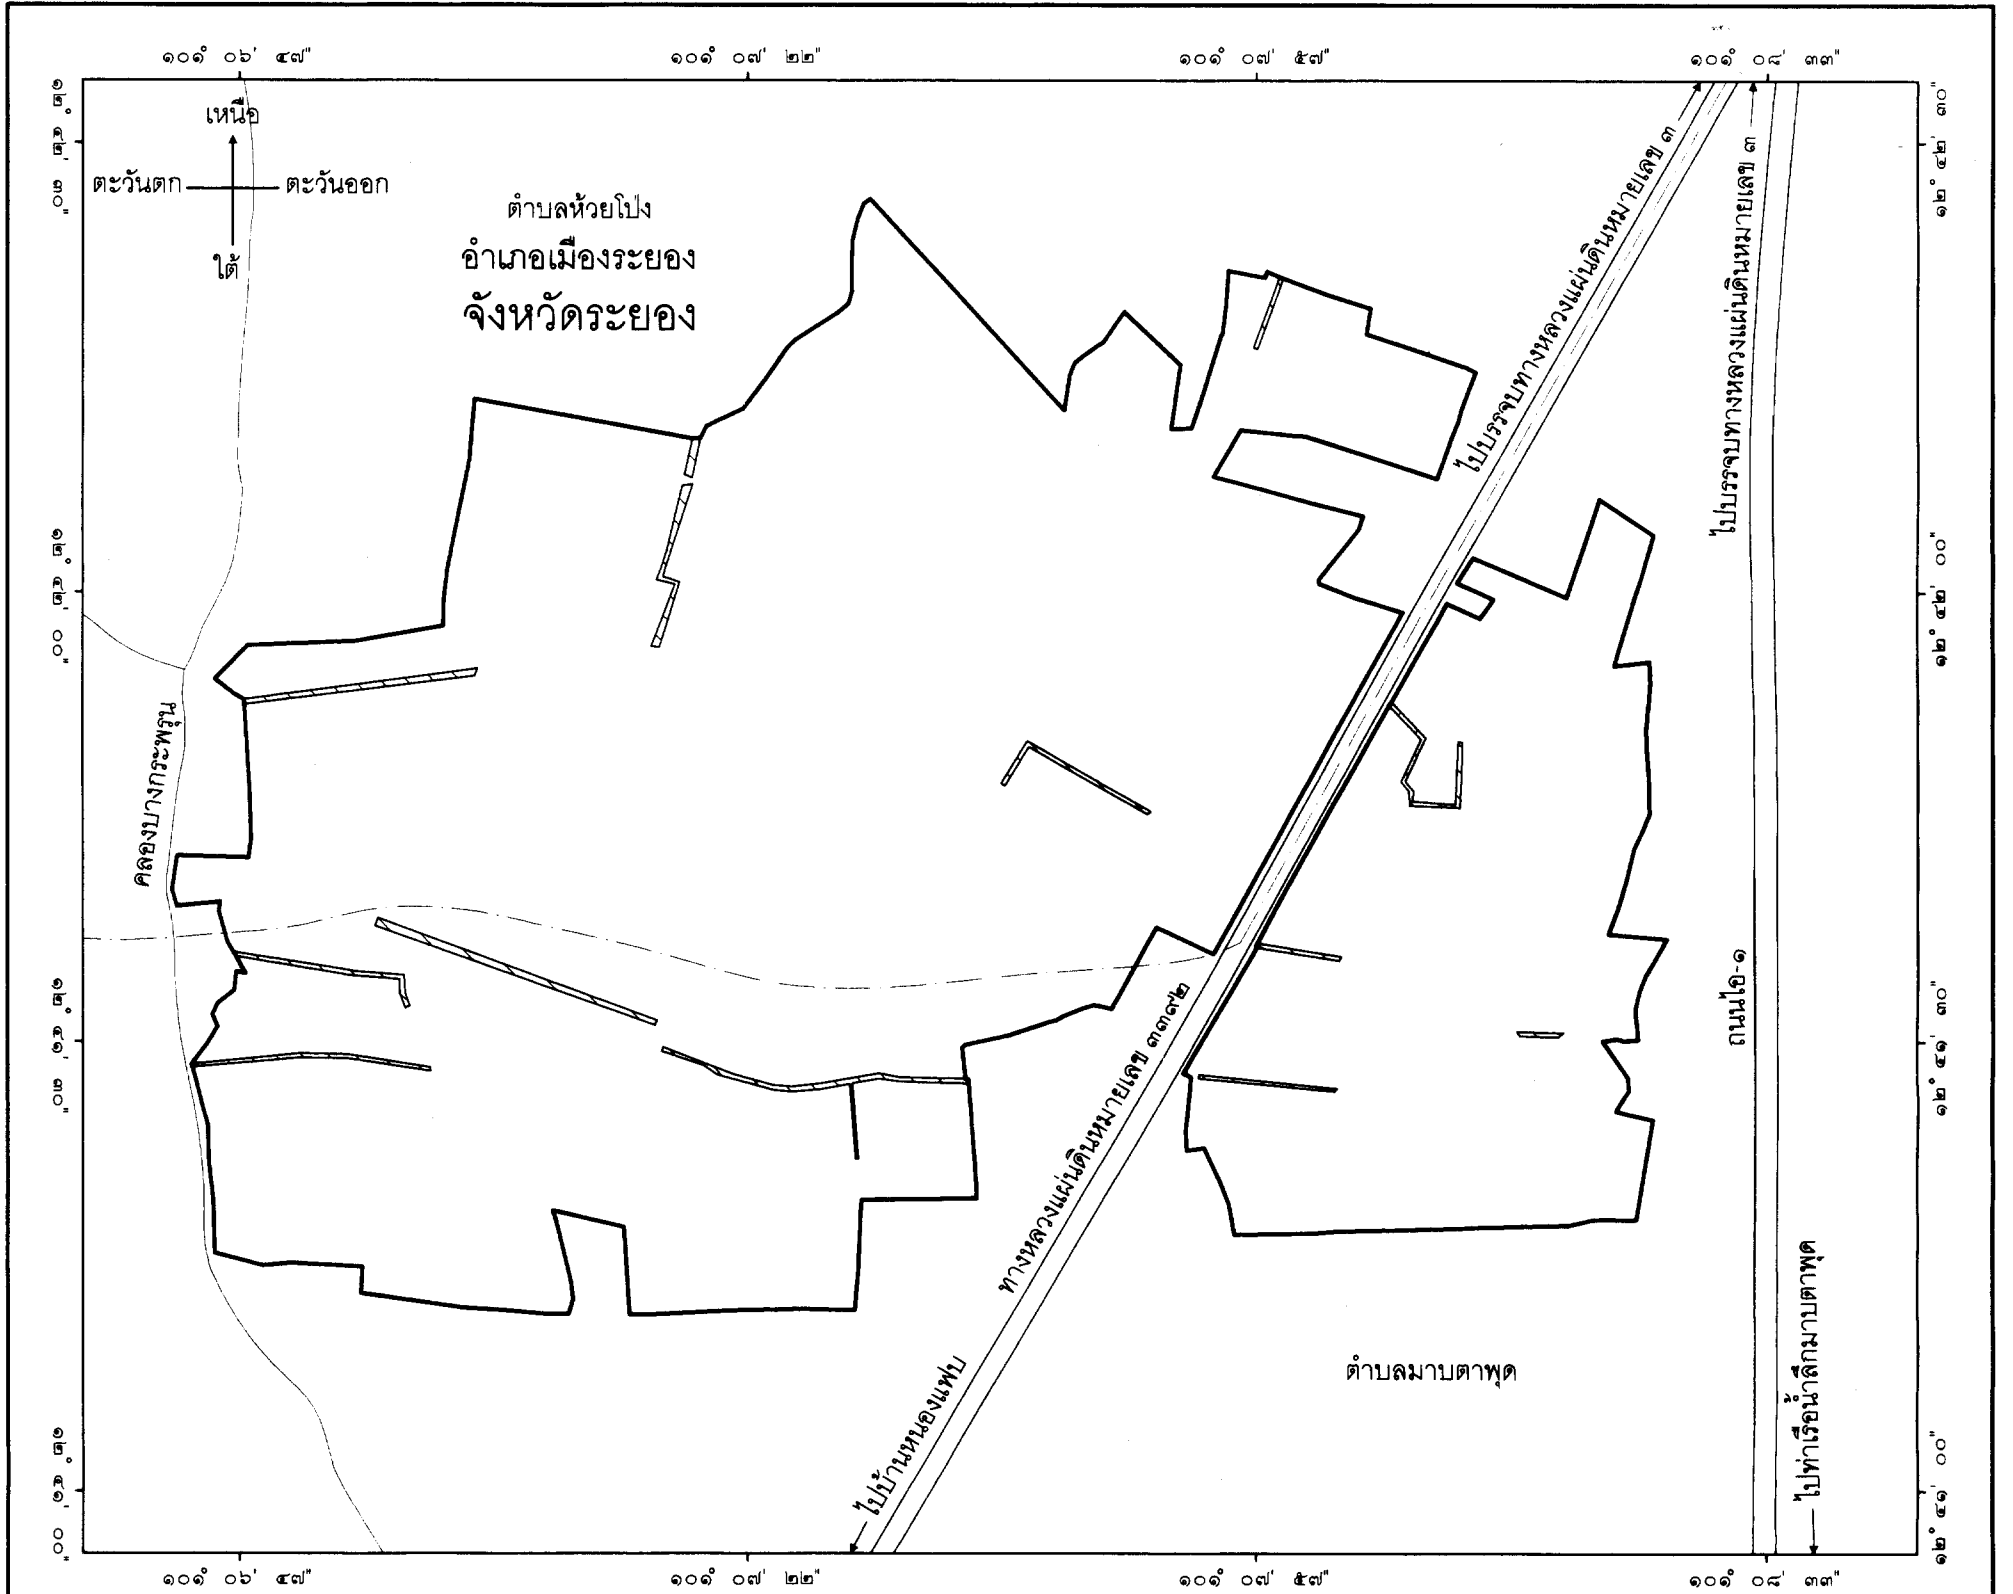 ๑๐๑° ๐๖' ๔๗"
๑๐๑° ๐๗' ๒๒"
๑๐๑° ๐๗' ๕๗"
๑๐๑° ๐๘' ๓๓"
๑๒° ๔๒' ๓๐"
๑๒° ๔๒' ๓๐"
เหนือ
ตะวันตก
ตะวันออก
ใต้
ตำบลห้วยโป่ง
อำเภอเมืองระยอง
จังหวัดระยอง
ไปบรรจบทางหลวงแผ่นดินหมายเลข ๓
ไปบรรจบทางหลวงแผ่นดินหมายเลข ๓
๑๒° ๔๒' ๐๐"
๑๒° ๔๒' ๐๐"
คลองบางกระพรุน
ถนนไอ-๑
๑๒° ๔๑' ๓๐"
๑๒° ๔๑' ๓๐"
ทางหลวงแผ่นดินหมายเลข ๓๓๙๒
ไปบ้านหนองแฟบ
ตำบลมาบตาพุด
ไปท่าเรือน้ำลึกมาบตาพุด
๑๒° ๔๑' ๐๐"
๑๒° ๔๑' ๐๐"
๑๐๑° ๐๖' ๔๗"
๑๐๑° ๐๗' ๒๒"
๑๐๑° ๐๗' ๕๗"
๑๐๑° ๐๘' ๓๓"